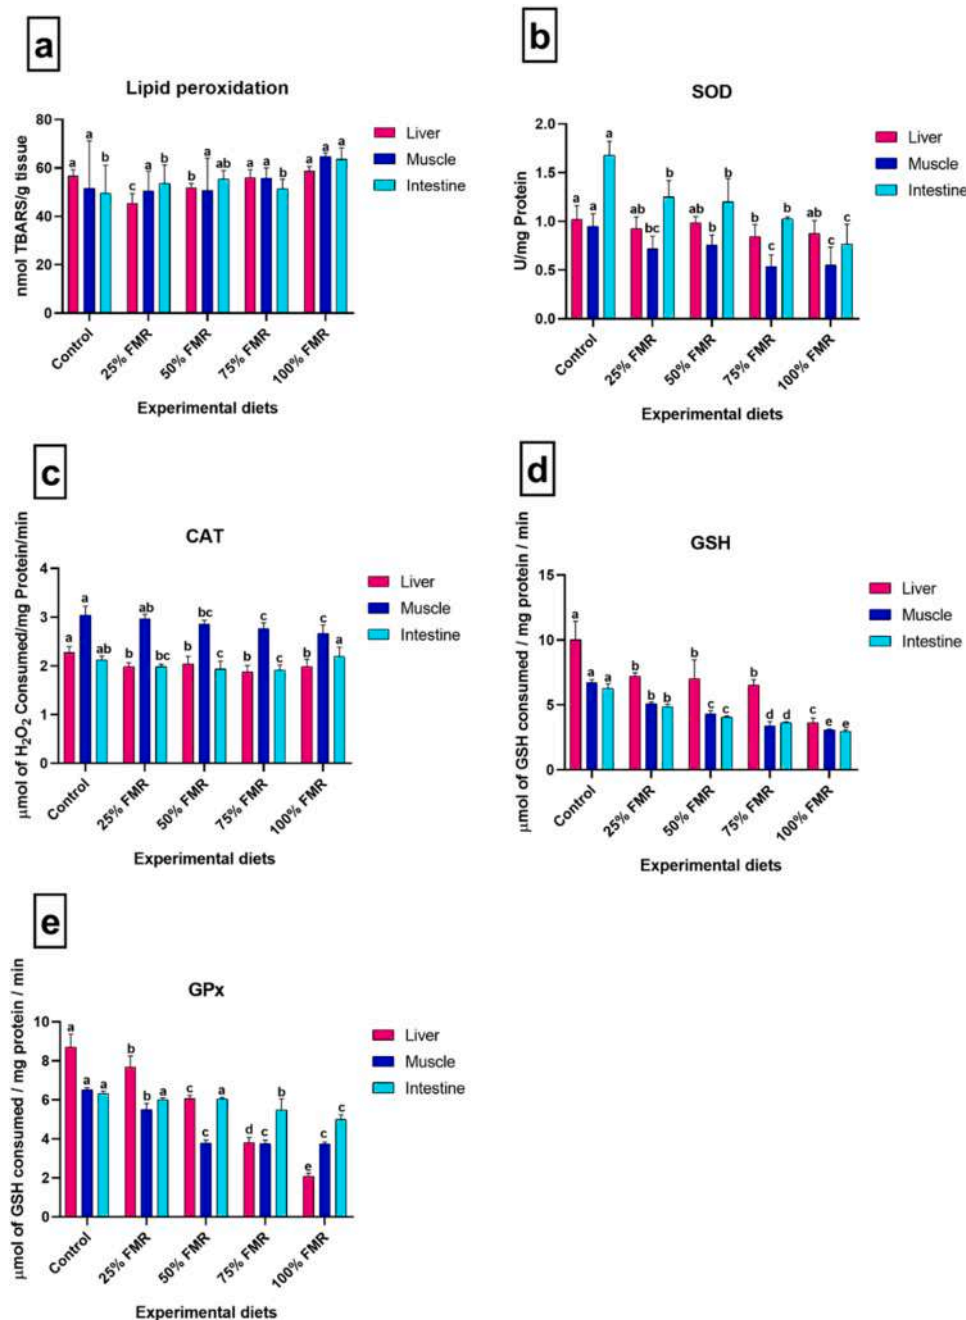 a
Lipid peroxidation
nmol TBARS/g tissue
80
60
40
20
0
a a b
c a b
b a ab
a a b
a a a
Liver
Muscle
Intestine
Control
25% FMR
50% FMR
75% FMR
100% FMR
Experimental diets
b
SOD
U/mg Protein
2.0
1.5
1.0
0.5
0.0
a a a
ab bc b
ab b b
b c b
ab c c
Liver
Muscle
Intestine
Control
25% FMR
50% FMR
75% FMR
100% FMR
Experimental diets
c
CAT
μmol of H₂O₂ Consumed/mg Protein/min
4
3
2
1
0
a a ab
b ab bc
b bc c
b c c
b c a
Liver
Muscle
Intestine
Control
25% FMR
50% FMR
75% FMR
100% FMR
Experimental diets
d
GSH
μmol of GSH consumed / mg protein / min
15
10
5
0
a a a
b b b
b c c
b d d
c e e
Liver
Muscle
Intestine
Control
25% FMR
50% FMR
75% FMR
100% FMR
Experimental diets
e
GPx
μmol of GSH consumed / mg protein / min
10
8
6
4
2
0
a a a
b b a
c c a
d c b
e c c
Liver
Muscle
Intestine
Control
25% FMR
50% FMR
75% FMR
100% FMR
Experimental diets